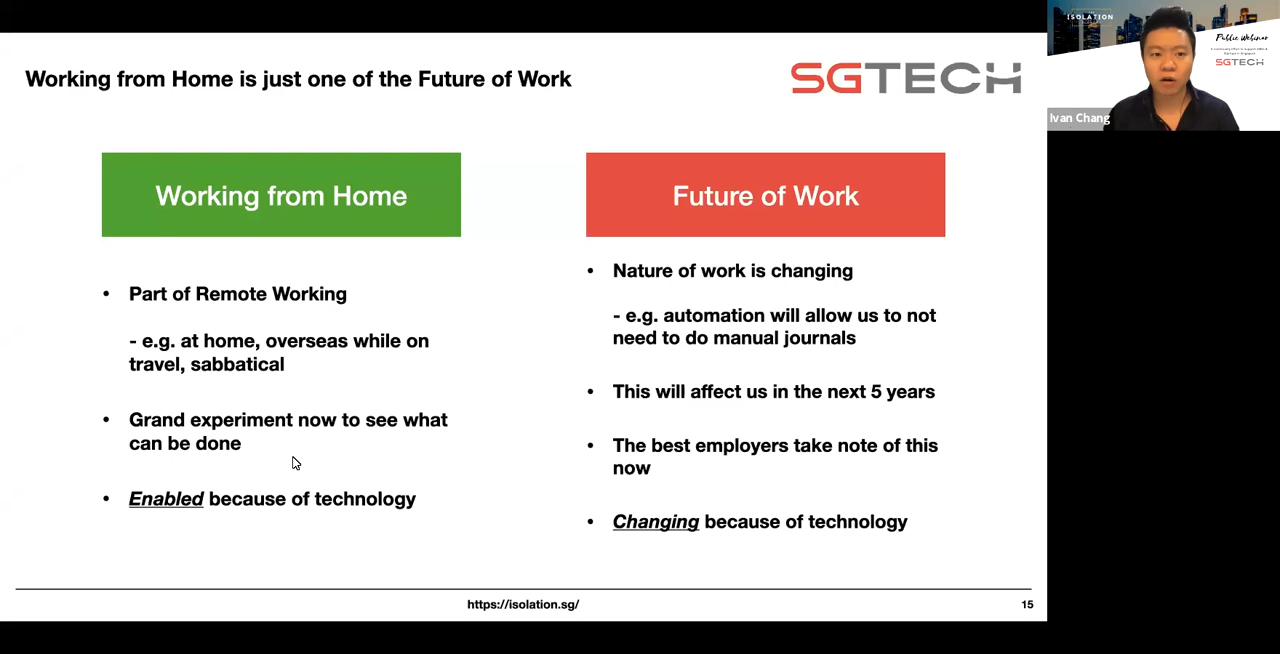 Working from Home is just one of the Future of Work
SGTECH
Working from Home
• Part of Remote Working
- e.g. at home, overseas while on
travel, sabbatical
• Grand experiment now to see what
can be done
• Enabled because of technology
Future of Work
• Nature of work is changing
- e.g. automation will allow us to not
need to do manual journals
• This will affect us in the next 5 years
• The best employers take note of this
now
• Changing because of technology
https://isolation.sg/
15
ISOLATION
Public Webinar
SGTECH
Ivan Chang